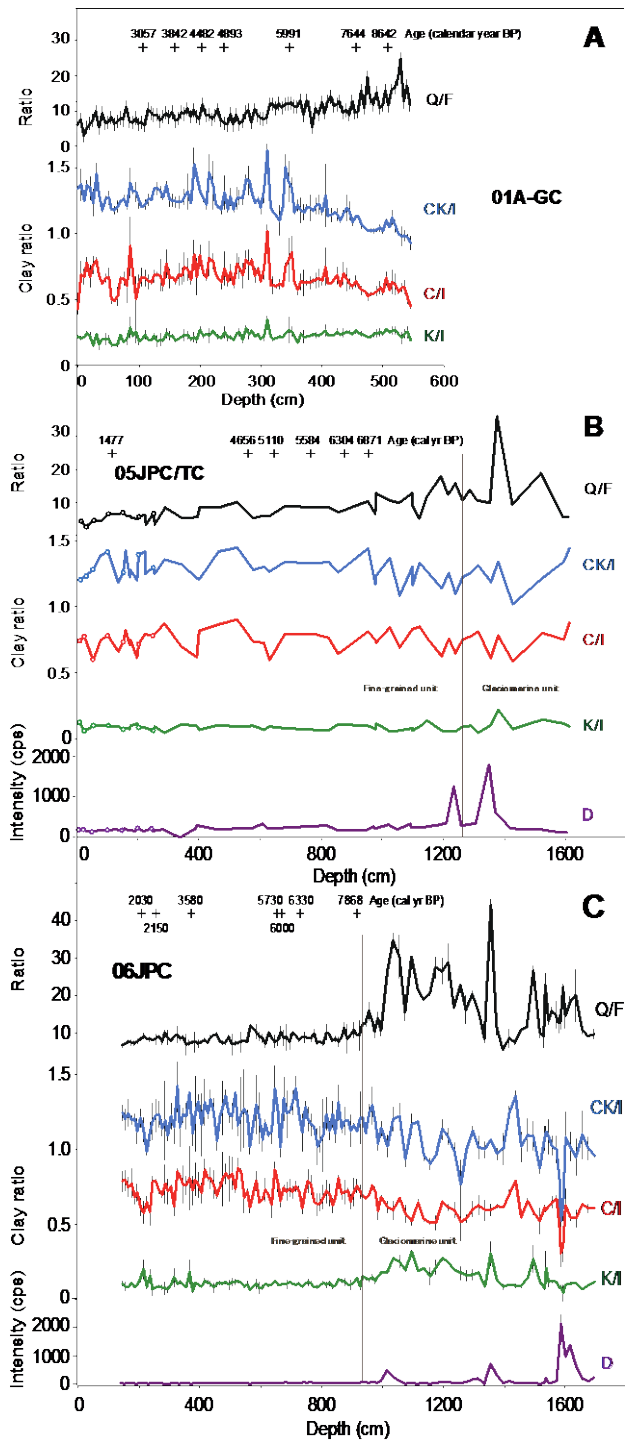 3057 3842 4482 4893 5991 7644 8642 Age (calendar year BP)
+ + + + + + +
A
30
20
10
0
Ratio
Q/F
1.5
1.0
0.5
0
Clay ratio
CK/I
01A-GC
C/I
K/I
0 100 200 300 400 500 600
Depth (cm)
B
1477 4656 5110 5584 6304 6871 Age (cal yr BP)
+ + + + + +
30
20
10
Ratio
Q/F
1.5
1.0
0.5
0
Clay ratio
CK/I
C/I
Fine-grained unit Glaciomarine unit
K/I
2000
1000
0
Intensity (cps)
D
0 400 800 1200 1600
Depth (cm)
C
2030 3580 5730 6330 7868 Age (cal yr BP)
+ + + + + + + +
2150 6000
40
30
20
10
Ratio
06JPC
Q/F
1.5
1.0
0.5
0
Clay ratio
CK/I
C/I
Fine-grained unit Glaciomarine unit
K/I
2000
1000
0
Intensity (cps)
D
0 400 800 1200 1600
Depth (cm)
05JPC/TC